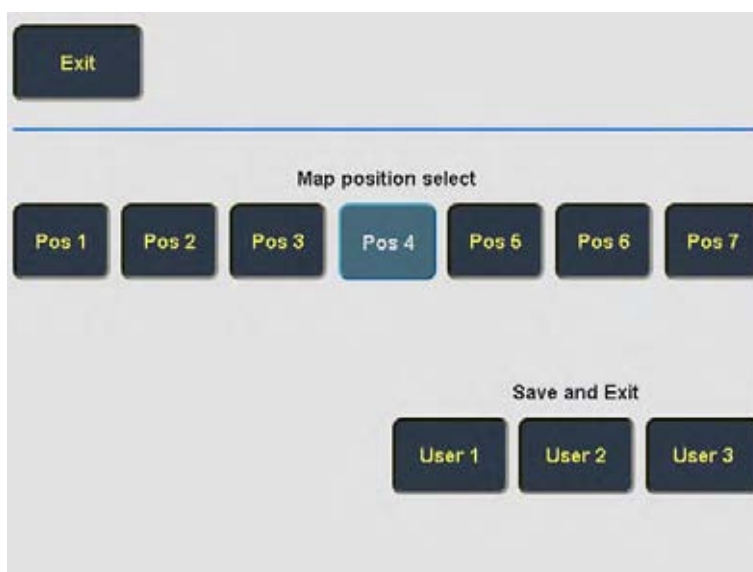 Exit
Map position select
Pos 1 Pos 2 Pos 3 Pos 4 Pos 5 Pos 6 Pos 7
Save and Exit
User 1 User 2 User 3